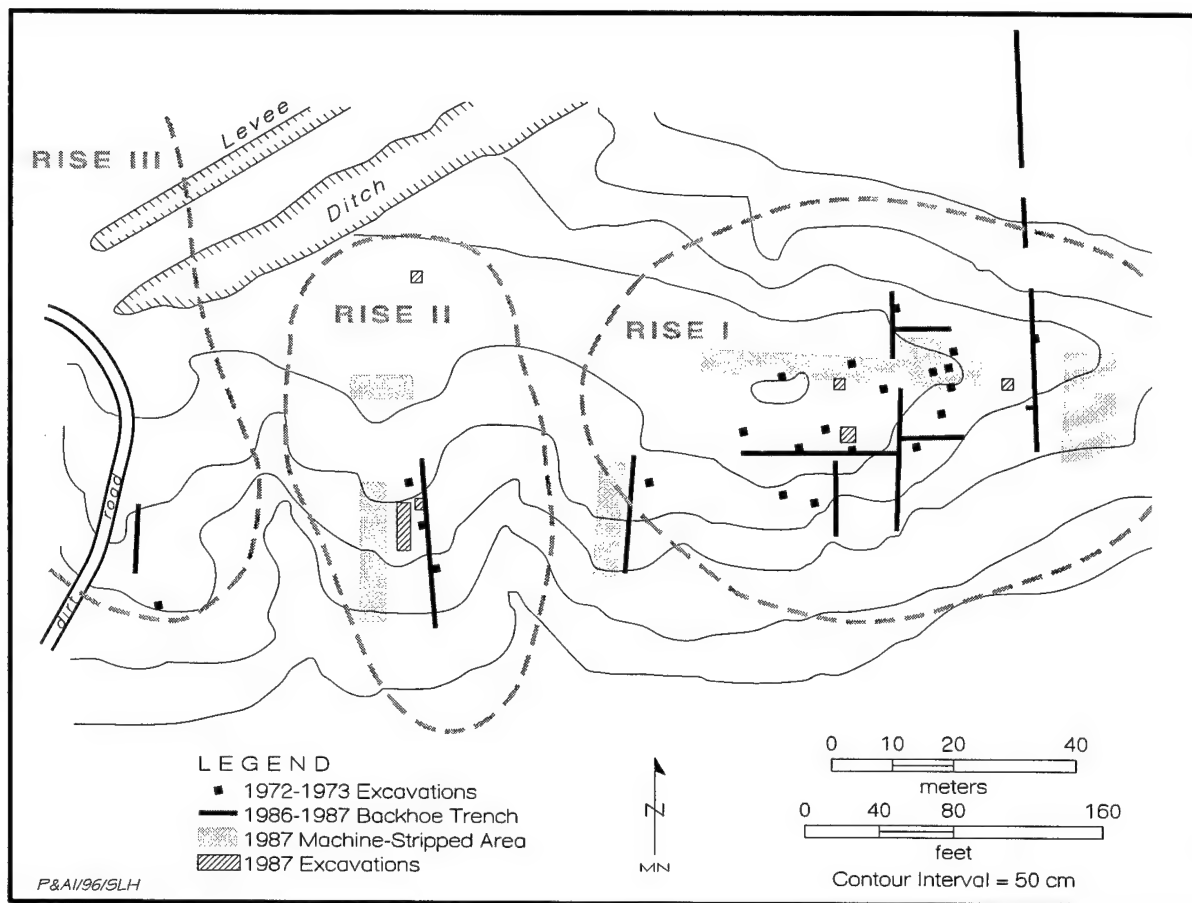 Levee
RISE III
Ditch
RISE II
RISE I
dirt road
LEGEND
1972-1973 Excavations
1986-1987 Backhoe Trench
1987 Machine-Stripped Area
1987 Excavations
N
MN
0 10 20 40
meters
0 40 80 160
feet
Contour Interval = 50 cm
P&AI/96/SLH